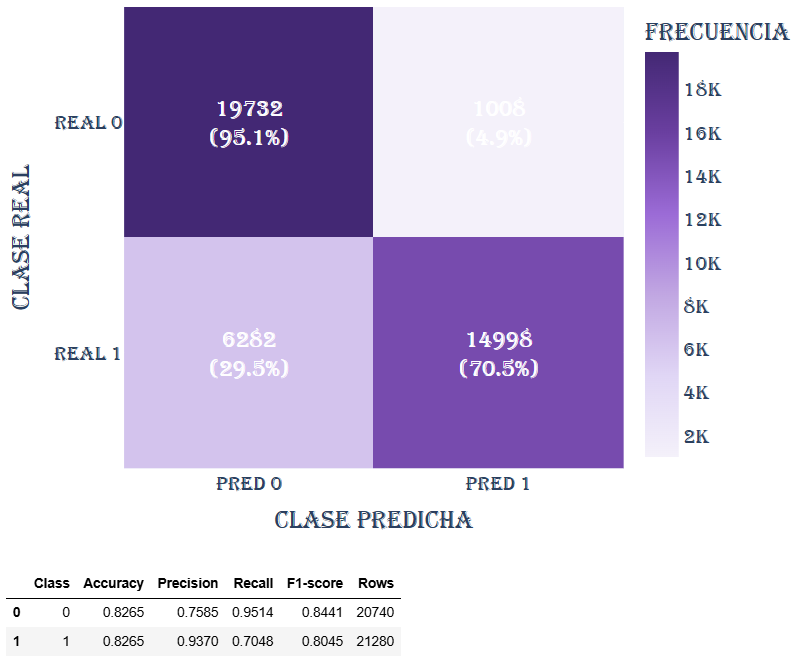 FRECUENCIA
19732
(95.1%)
1008
(4.9%)
REAL 0
6282
(29.5%)
14998
(70.5%)
REAL 1
CLASE REAL
PRED 0
PRED 1
CLASE PREDICHA
18K
16K
14K
12K
10K
8K
6K
4K
2K
Class Accuracy Precision Recall F1-score Rows
0 0 0.8265 0.7585 0.9514 0.8441 20740
1 1 0.8265 0.9370 0.7048 0.8045 21280